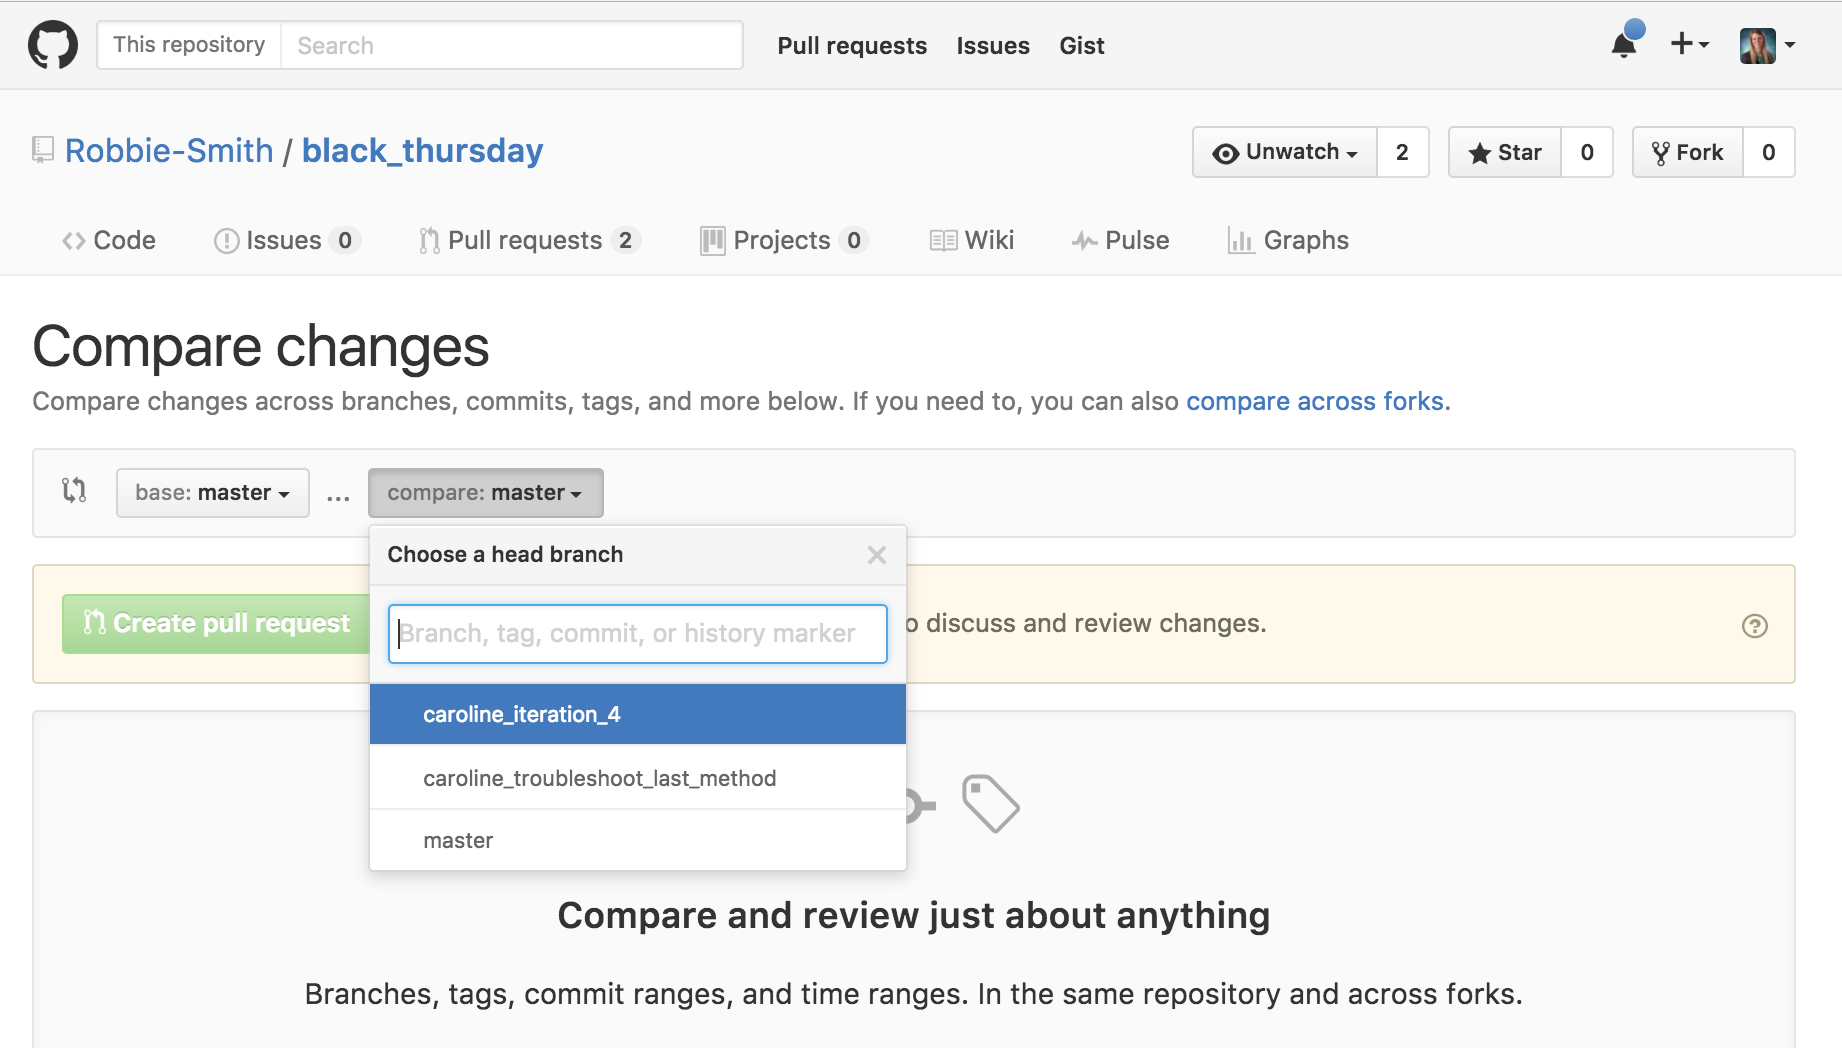 This repository Search Pull requests Issues Gist
Robbie-Smith / black_thursday Unwatch 2 Star 0 Fork 0
Code Issues 0 Pull requests 2 Projects 0 Wiki Pulse Graphs
Compare changes
Compare changes across branches, commits, tags, and more below. If you need to, you can also compare across forks.
base: master ... compare: master
Choose a head branch
Create pull request
Branch, tag, commit, or history marker
o discuss and review changes.
caroline_iteration_4
caroline_troubleshoot_last_method
master
Compare and review just about anything
Branches, tags, commit ranges, and time ranges. In the same repository and across forks.